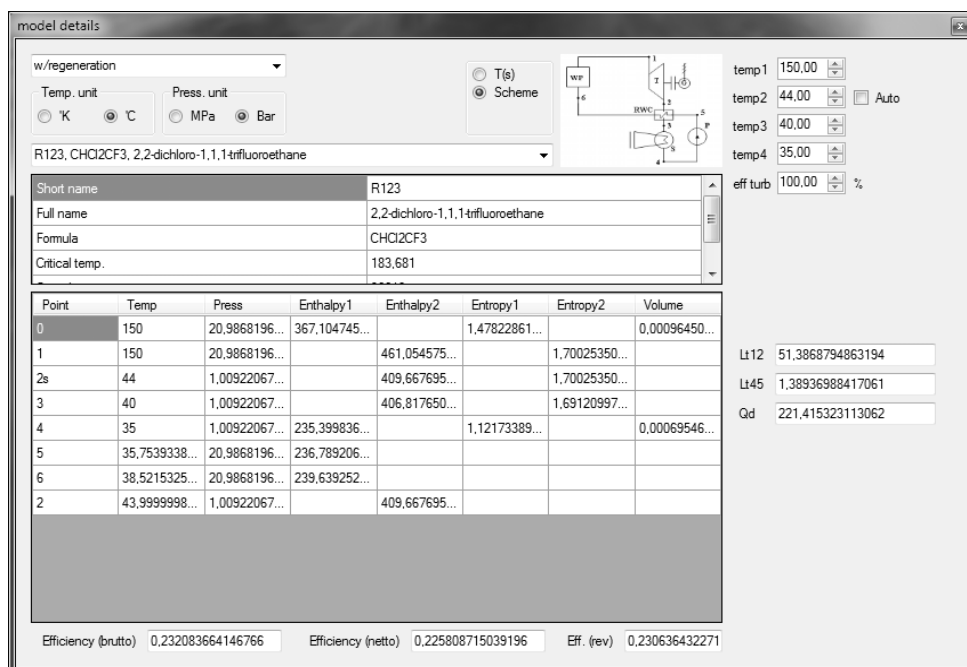 model details
w/regeneration
Temp. unit
'K
'C
Press. unit
MPa
Bar
T(s)
Scheme
WP
1
T
G
6
2
RWC
5
3
P
S
4
temp1 150,00
temp2 44,00 Auto
temp3 40,00
temp4 35,00
eff turb 100,00 %
R123, CHCl2CF3, 2,2-dichloro-1,1,1-trifluoroethane
Short name R123
Full name 2,2-dichloro-1,1,1-trifluoroethane
Formula CHCl2CF3
Critical temp. 183,681
Point Temp Press Enthalpy1 Enthalpy2 Entropy1 Entropy2 Volume
0 150 20,9868196... 367,104745... 1,47822861... 0,00096450...
1 150 20,9868196... 461,054575... 1,70025350...
2s 44 1,00922067... 409,667695... 1,70025350...
3 40 1,00922067... 406,817650... 1,69120997...
4 35 1,00922067... 235,399836... 1,12173389... 0,00069546...
5 35,7539338... 20,9868196... 236,789206...
6 38,5215325... 20,9868196... 239,639252...
2 43,9999998... 1,00922067... 409,667695...
Lt12 51,3868794863194
Lt45 1,38936988417061
Qd 221,415323113062
Efficiency (brutto) 0,232083664146766 Efficiency (netto) 0,225808715039196 Eff. (rev) 0,230636432271